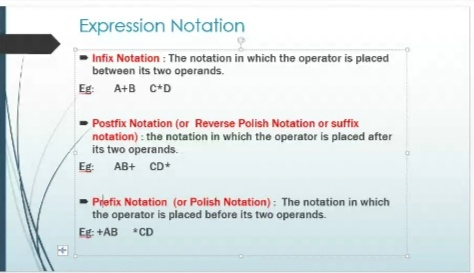 Expression Notation
Infix Notation : The notation in which the operator is placed
between its two operands.
Eg: A+B C*D
Postfix Notation (or Reverse Polish Notation or suffix
notation) : the notation in which the operator is placed after
its two operands.
Eg: AB+ CD*
Prefix Notation (or Polish Notation) : The notation in which
the operator is placed before its two operands.
Eg: +AB *CD